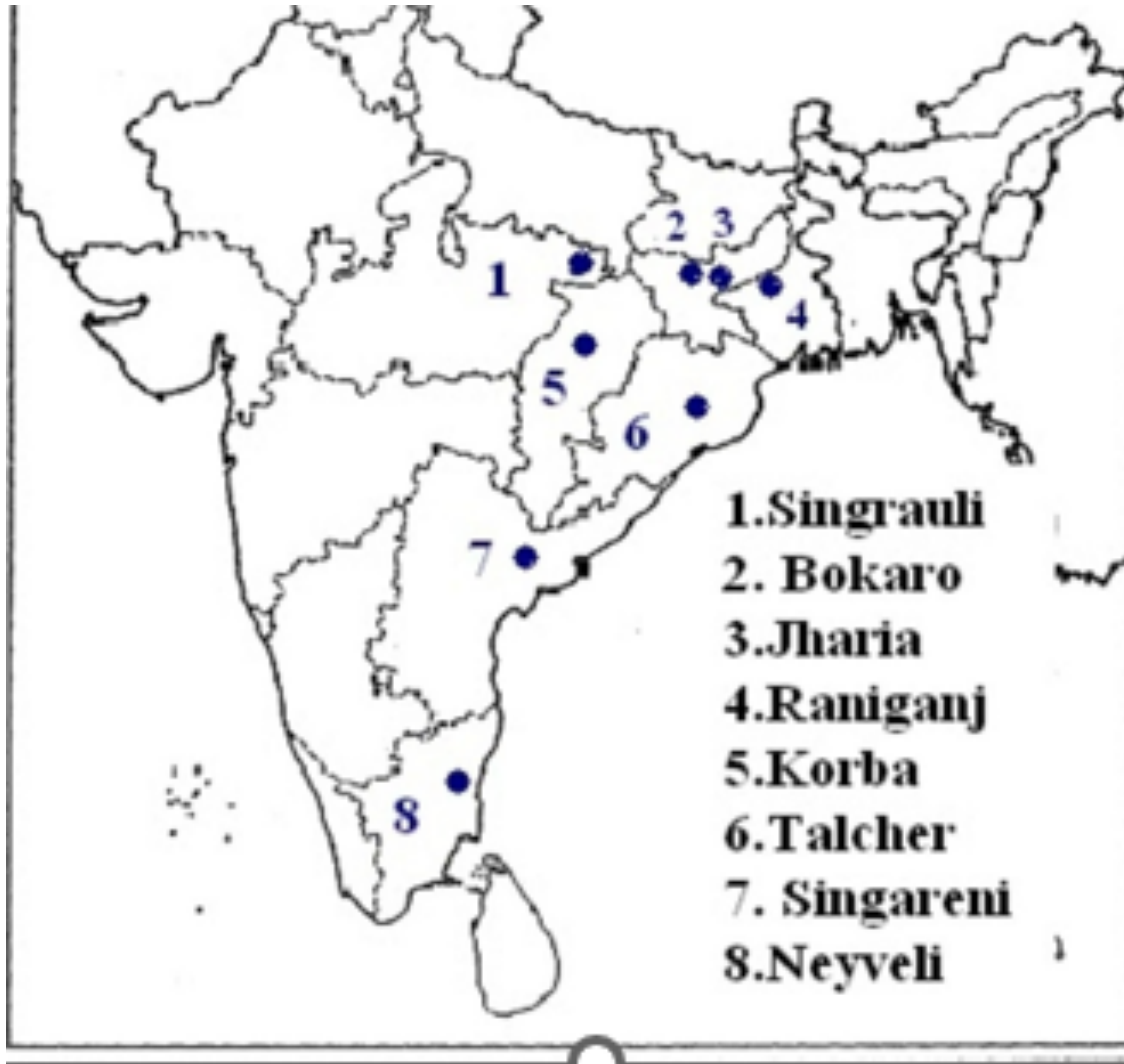 2 3
1
4
5
6
7
8
1.Singrauli
2. Bokaro
3.Jharia
4.Raniganj
5.Korba
6.Talcher
7. Singareni
8.Neyveli